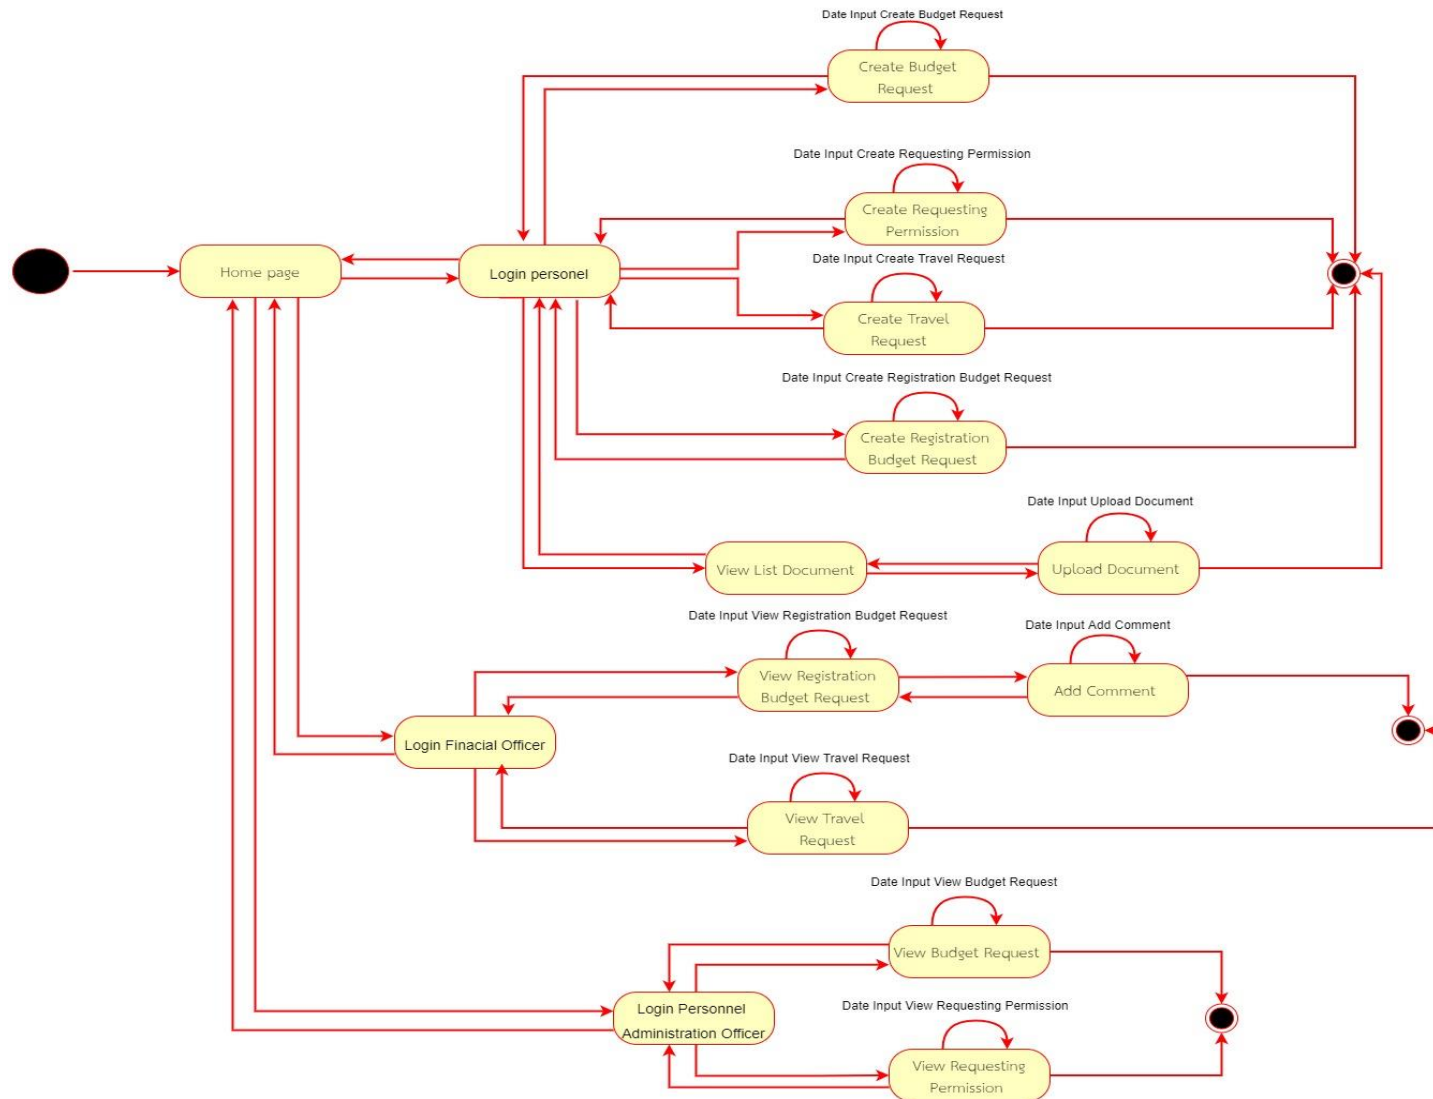 Date Input Create Budget Request
Create Budget
Request
Date Input Create Requesting Permission
Create Requesting
Permission
Home page
Login personel
Date Input Create Travel Request
Create Travel
Request
Date Input Create Registration Budget Request
Create Registration
Budget Request
Date Input Upload Document
View List Document
Upload Document
Date Input View Registration Budget Request
View Registration
Budget Request
Date Input Add Comment
Add Comment
Login Finacial Officer
Date Input View Travel Request
View Travel
Request
Date Input View Budget Request
View Budget Request
Login Personnel
Administration Officer
Date Input View Requesting Permission
View Requesting
Permission